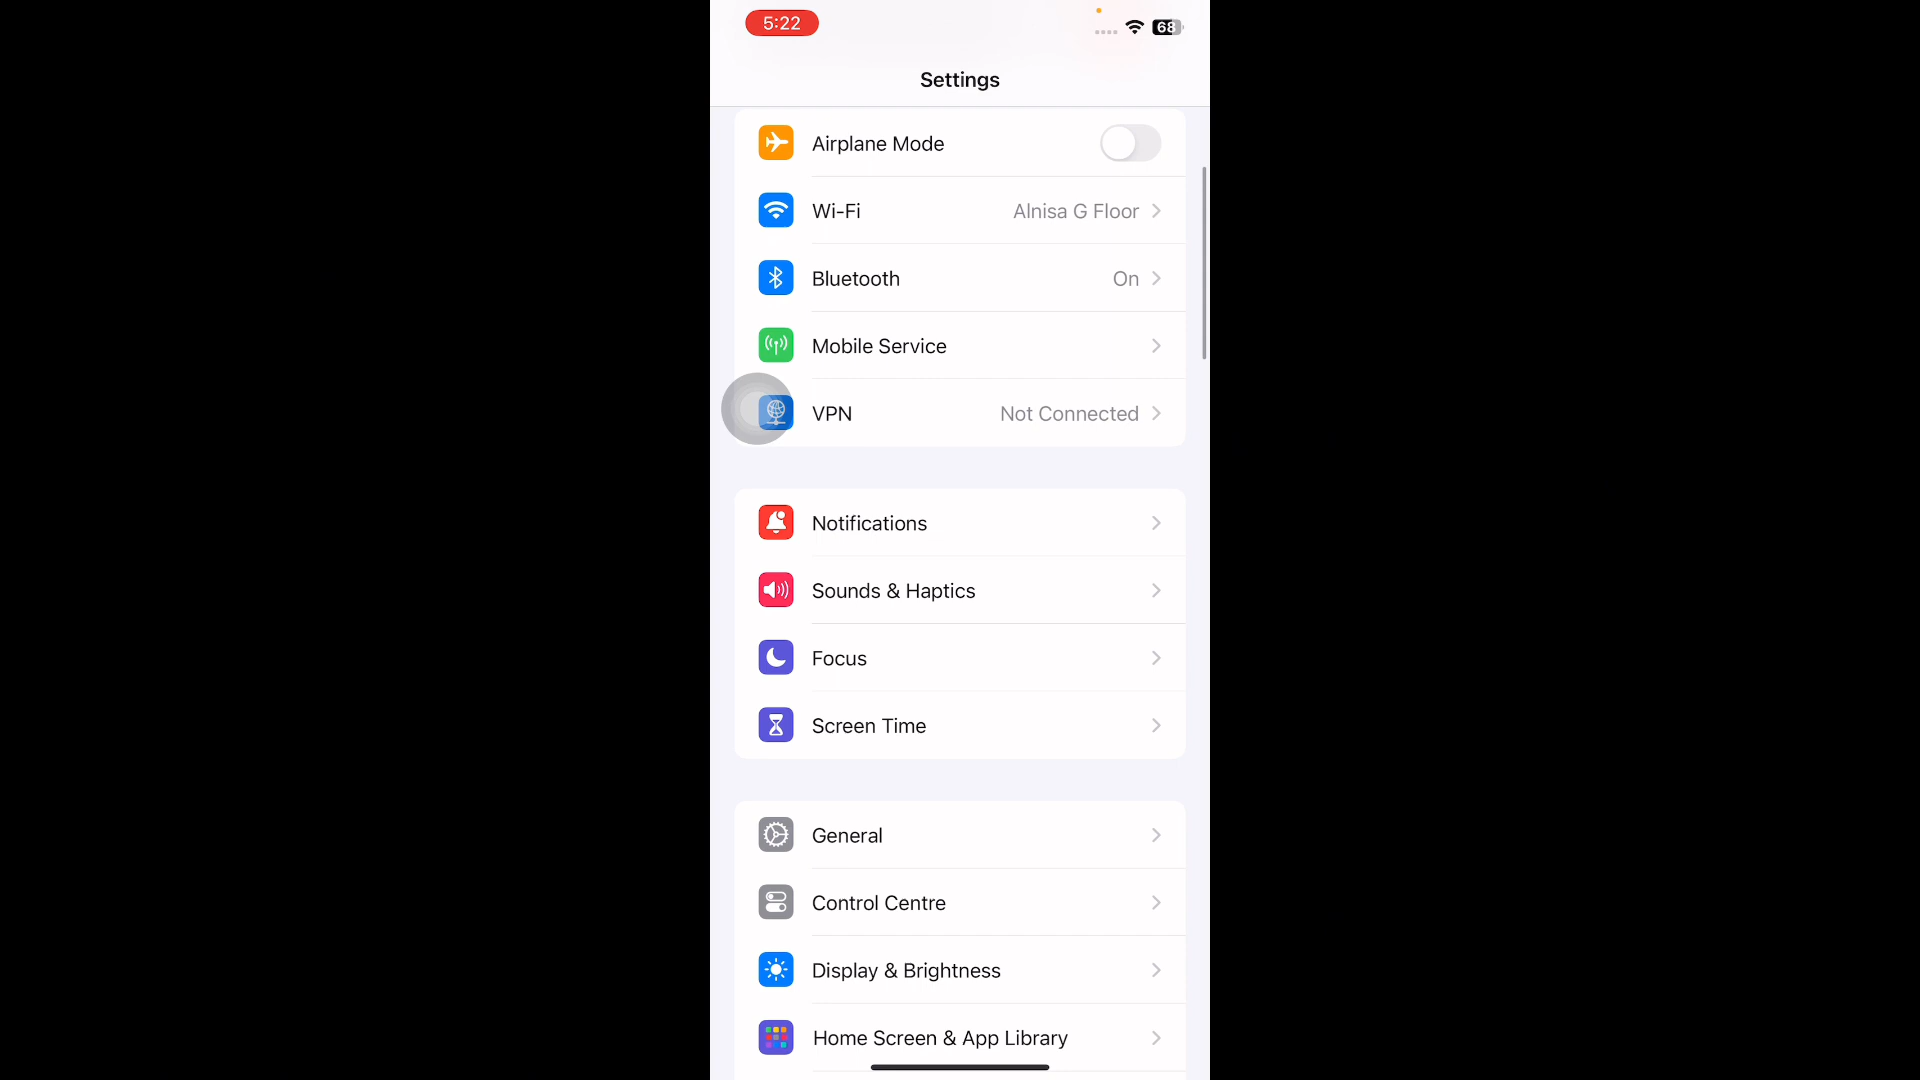 5:22
68
Settings
Airplane Mode
Wi-Fi Alnisa G Floor
Bluetooth On
Mobile Service
VPN Not Connected
Notifications
Sounds & Haptics
Focus
Screen Time
General
Control Centre
Display & Brightness
Home Screen & App Library